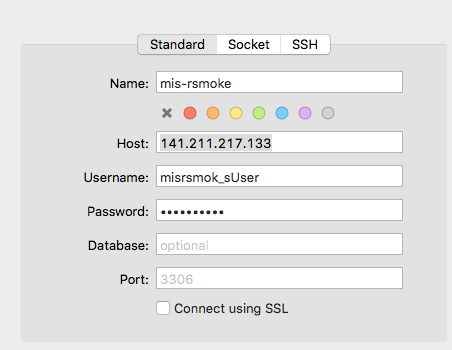 Standard Socket SSH
Name: mis-rsmoke
Host: 141.211.217.133
Username: misrsmok_sUser
Password: ••••••••••
Database: optional
Port: 3306
Connect using SSL